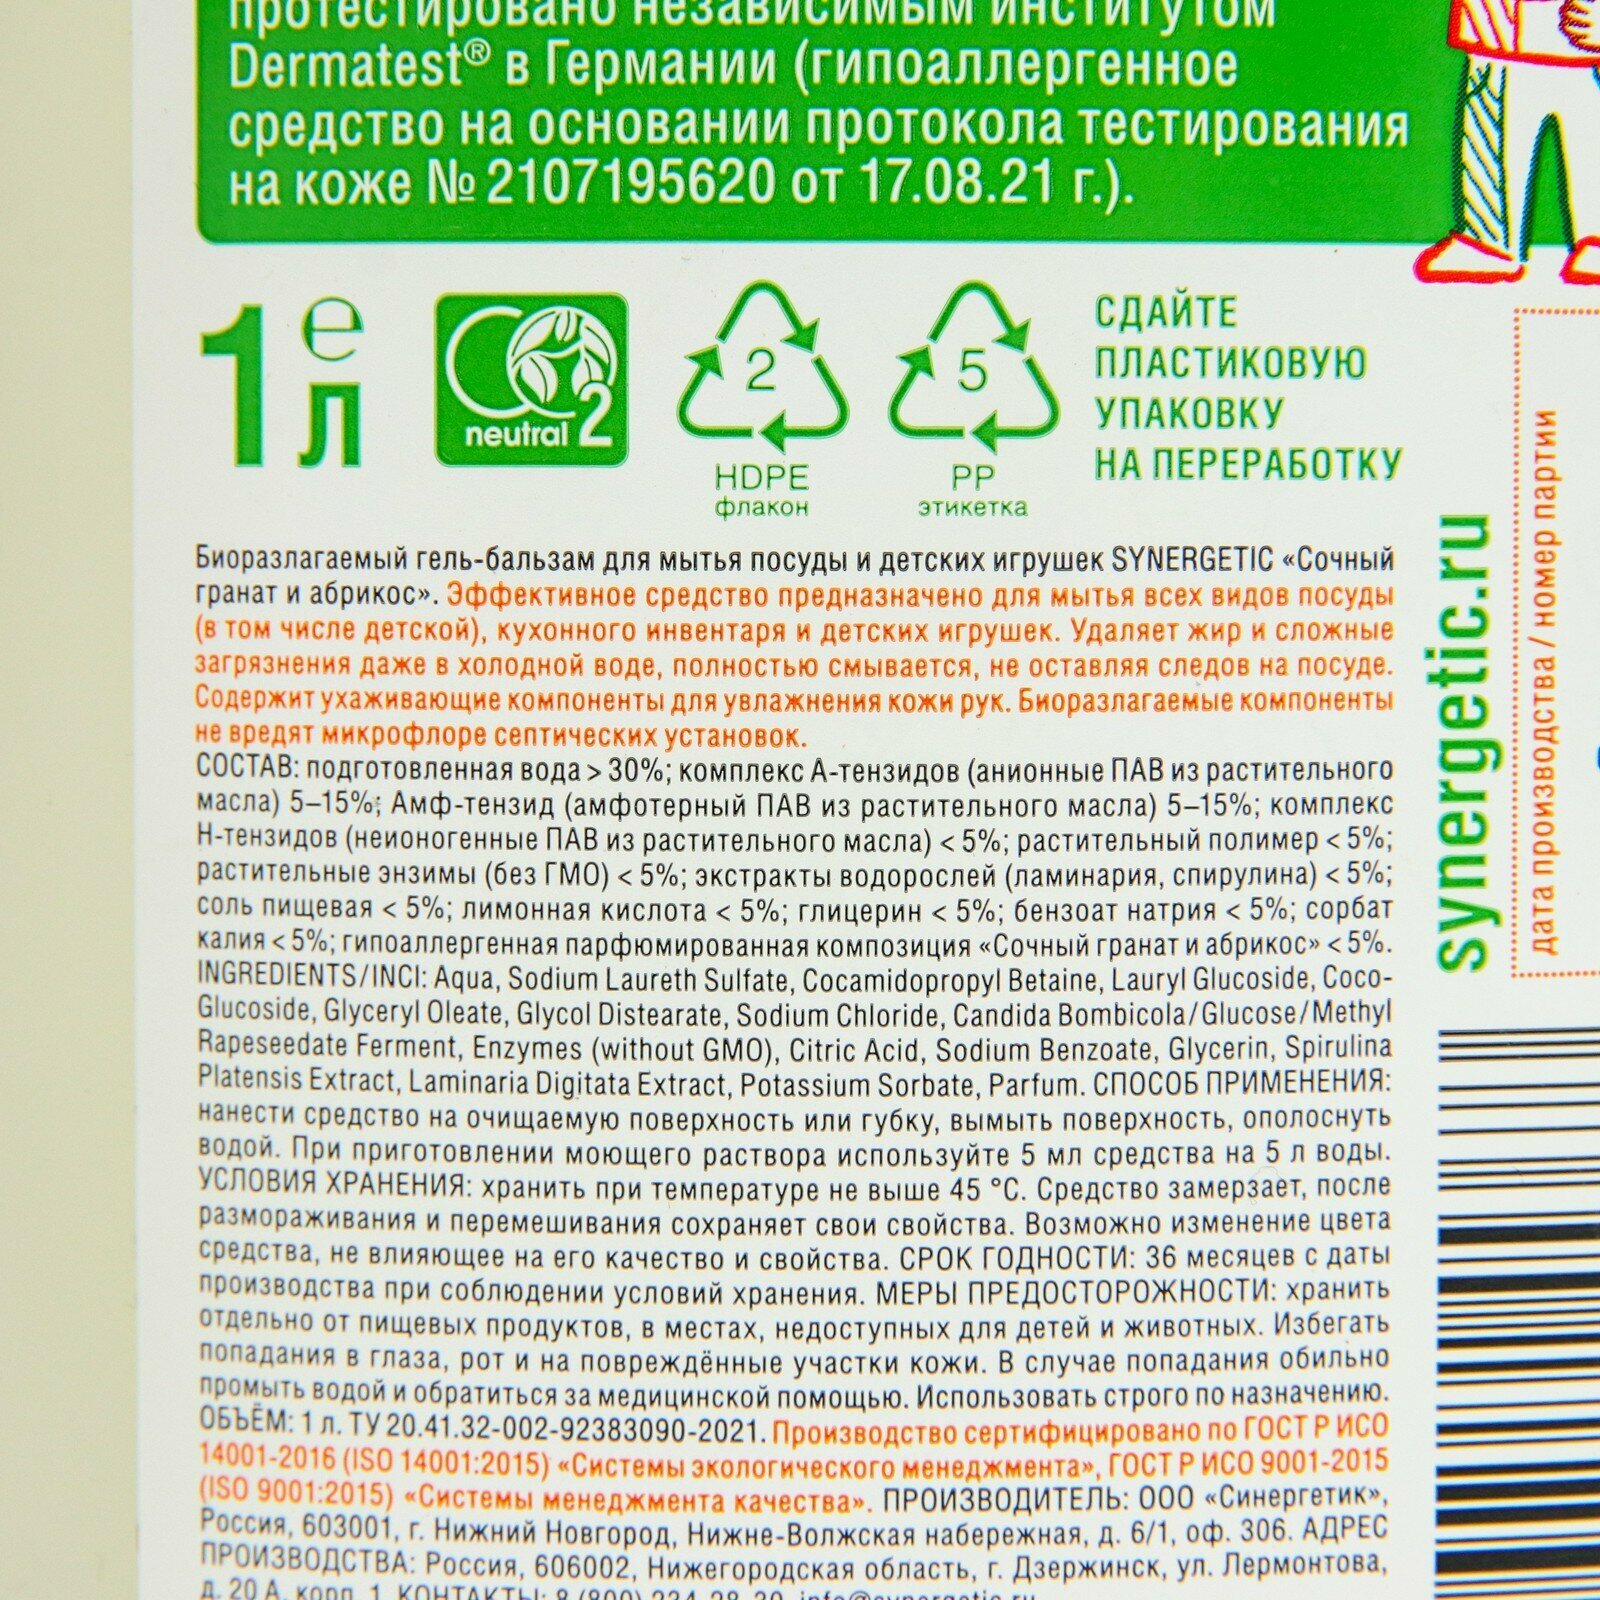 протестировано независимым институтом
Dermatest® в Германии (гипоаллергенное
средство на основании протокола тестирования
на коже № 2107195620 от 17.08.21 г.).
1 л ℮
CO2 neutral
2
HDPE
флакон
5
PP
этикетка
СДАЙТЕ
ПЛАСТИКОВУЮ
УПАКОВКУ
НА ПЕРЕРАБОТКУ
Биоразлагаемый гель-бальзам для мытья посуды и детских игрушек SYNERGETIC «Сочный
гранат и абрикос». Эффективное средство предназначено для мытья всех видов посуды
(в том числе детской), кухонного инвентаря и детских игрушек. Удаляет жир и сложные
загрязнения даже в холодной воде, полностью смывается, не оставляя следов на посуде.
Содержит ухаживающие компоненты для увлажнения кожи рук. Биоразлагаемые компоненты
не вредят микрофлоре септических установок.
СОСТАВ: подготовленная вода > 30%; комплекс А-тензидов (анионные ПАВ из растительного
масла) 5–15%; Амф-тензид (амфотерный ПАВ из растительного масла) 5–15%; комплекс
Н-тензидов (неионогенные ПАВ из растительного масла) < 5%; растительный полимер < 5%;
растительные энзимы (без ГМО) < 5%; экстракты водорослей (ламинария, спирулина) < 5%;
соль пищевая < 5%; лимонная кислота < 5%; глицерин < 5%; бензоат натрия < 5%; сорбат
калия < 5%; гипоаллергенная парфюмированная композиция «Сочный гранат и абрикос» < 5%.
INGREDIENTS/INCI: Aqua, Sodium Laureth Sulfate, Cocamidopropyl Betaine, Lauryl Glucoside, Coco-
Glucoside, Glyceryl Oleate, Glycol Distearate, Sodium Chloride, Candida Bombicola/Glucose/Methyl
Rapeseedate Ferment, Enzymes (without GMO), Citric Acid, Sodium Benzoate, Glycerin, Spirulina
Platensis Extract, Laminaria Digitata Extract, Potassium Sorbate, Parfum. СПОСОБ ПРИМЕНЕНИЯ:
нанести средство на очищаемую поверхность или губку, вымыть поверхность, ополоснуть
водой. При приготовлении моющего раствора используйте 5 мл средства на 5 л воды.
УСЛОВИЯ ХРАНЕНИЯ: хранить при температуре не выше 45 °С. Средство замерзает, после
размораживания и перемешивания сохраняет свои свойства. Возможно изменение цвета
средства, не влияющее на его качество и свойства. СРОК ГОДНОСТИ: 36 месяцев с даты
производства при соблюдении условий хранения. МЕРЫ ПРЕДОСТОРОЖНОСТИ: хранить
отдельно от пищевых продуктов, в местах, недоступных для детей и животных. Избегать
попадания в глаза, рот и на повреждённые участки кожи. В случае попадания обильно
промыть водой и обратиться за медицинской помощью. Использовать строго по назначению.
ОБЪЁМ: 1 л. ТУ 20.41.32-002-92383090-2021. Производство сертифицировано по ГОСТ Р ИСО
14001-2016 (ISO 14001:2015) «Системы экологического менеджмента», ГОСТ Р ИСО 9001-2015
(ISO 9001:2015) «Системы менеджмента качества». ПРОИЗВОДИТЕЛЬ: ООО «Синергетик»,
Россия, 603001, г. Нижний Новгород, Нижне-Волжская набережная, д. 6/1, оф. 306. АДРЕС
ПРОИЗВОДСТВА: Россия, 606002, Нижегородская область, г. Дзержинск, ул. Лермонтова,
д. 20 А, корп. 1. КОНТАКТЫ: 8 (800) 234-28-30, info@synergetic.ru
synergetic.ru
дата производства / номер партии